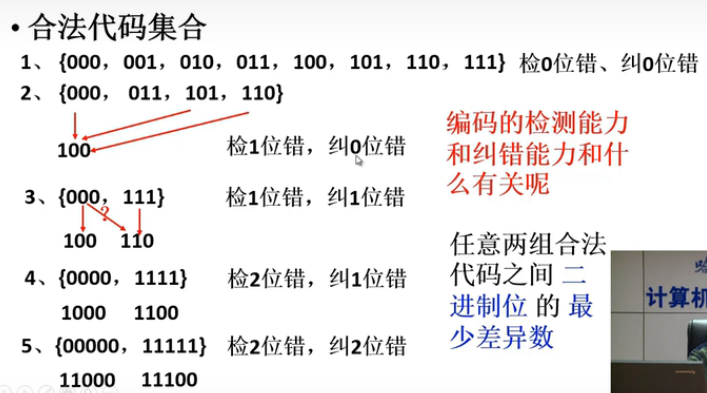 • 合法代码集合
1、 {000，001，010，011，100，101，110，111} 检0位错、纠0位错
2、 {000， 011，101，110}
100
检1位错，纠0位错
3、{000，111}
检1位错，纠1位错
?
100 110
4、{0000，1111}
检2位错，纠1位错
1000 1100
5、{00000，11111}
检2位错，纠2位错
11000 11100
编码的检测能力
和纠错能力和什
么有关呢
任意两组合法
代码之间 二
进制位 的 最
少差异数
计算机